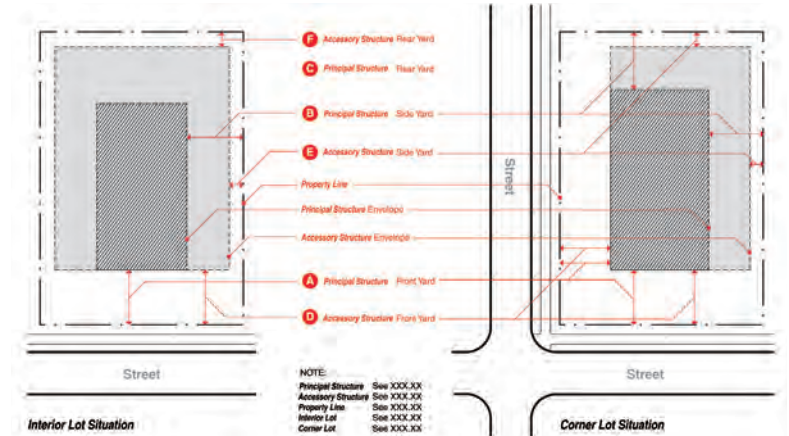 F Accessory Structure Rear Yard
C Principal Structure Rear Yard
B Principal Structure Side Yard
E Accessory Structure Side Yard
Property Line
Principal Structure Envelope
Accessory Structure Envelope
A Principal Structure Front Yard
D Accessory Structure Front Yard
Street
Street
Street
NOTE:
Principal Structure See XXX.XX
Accessory Structure See XXX.XX
Property Line See XXX.XX
Interior Lot See XXX.XX
Corner Lot See XXX.XX
Interior Lot Situation
Corner Lot Situation